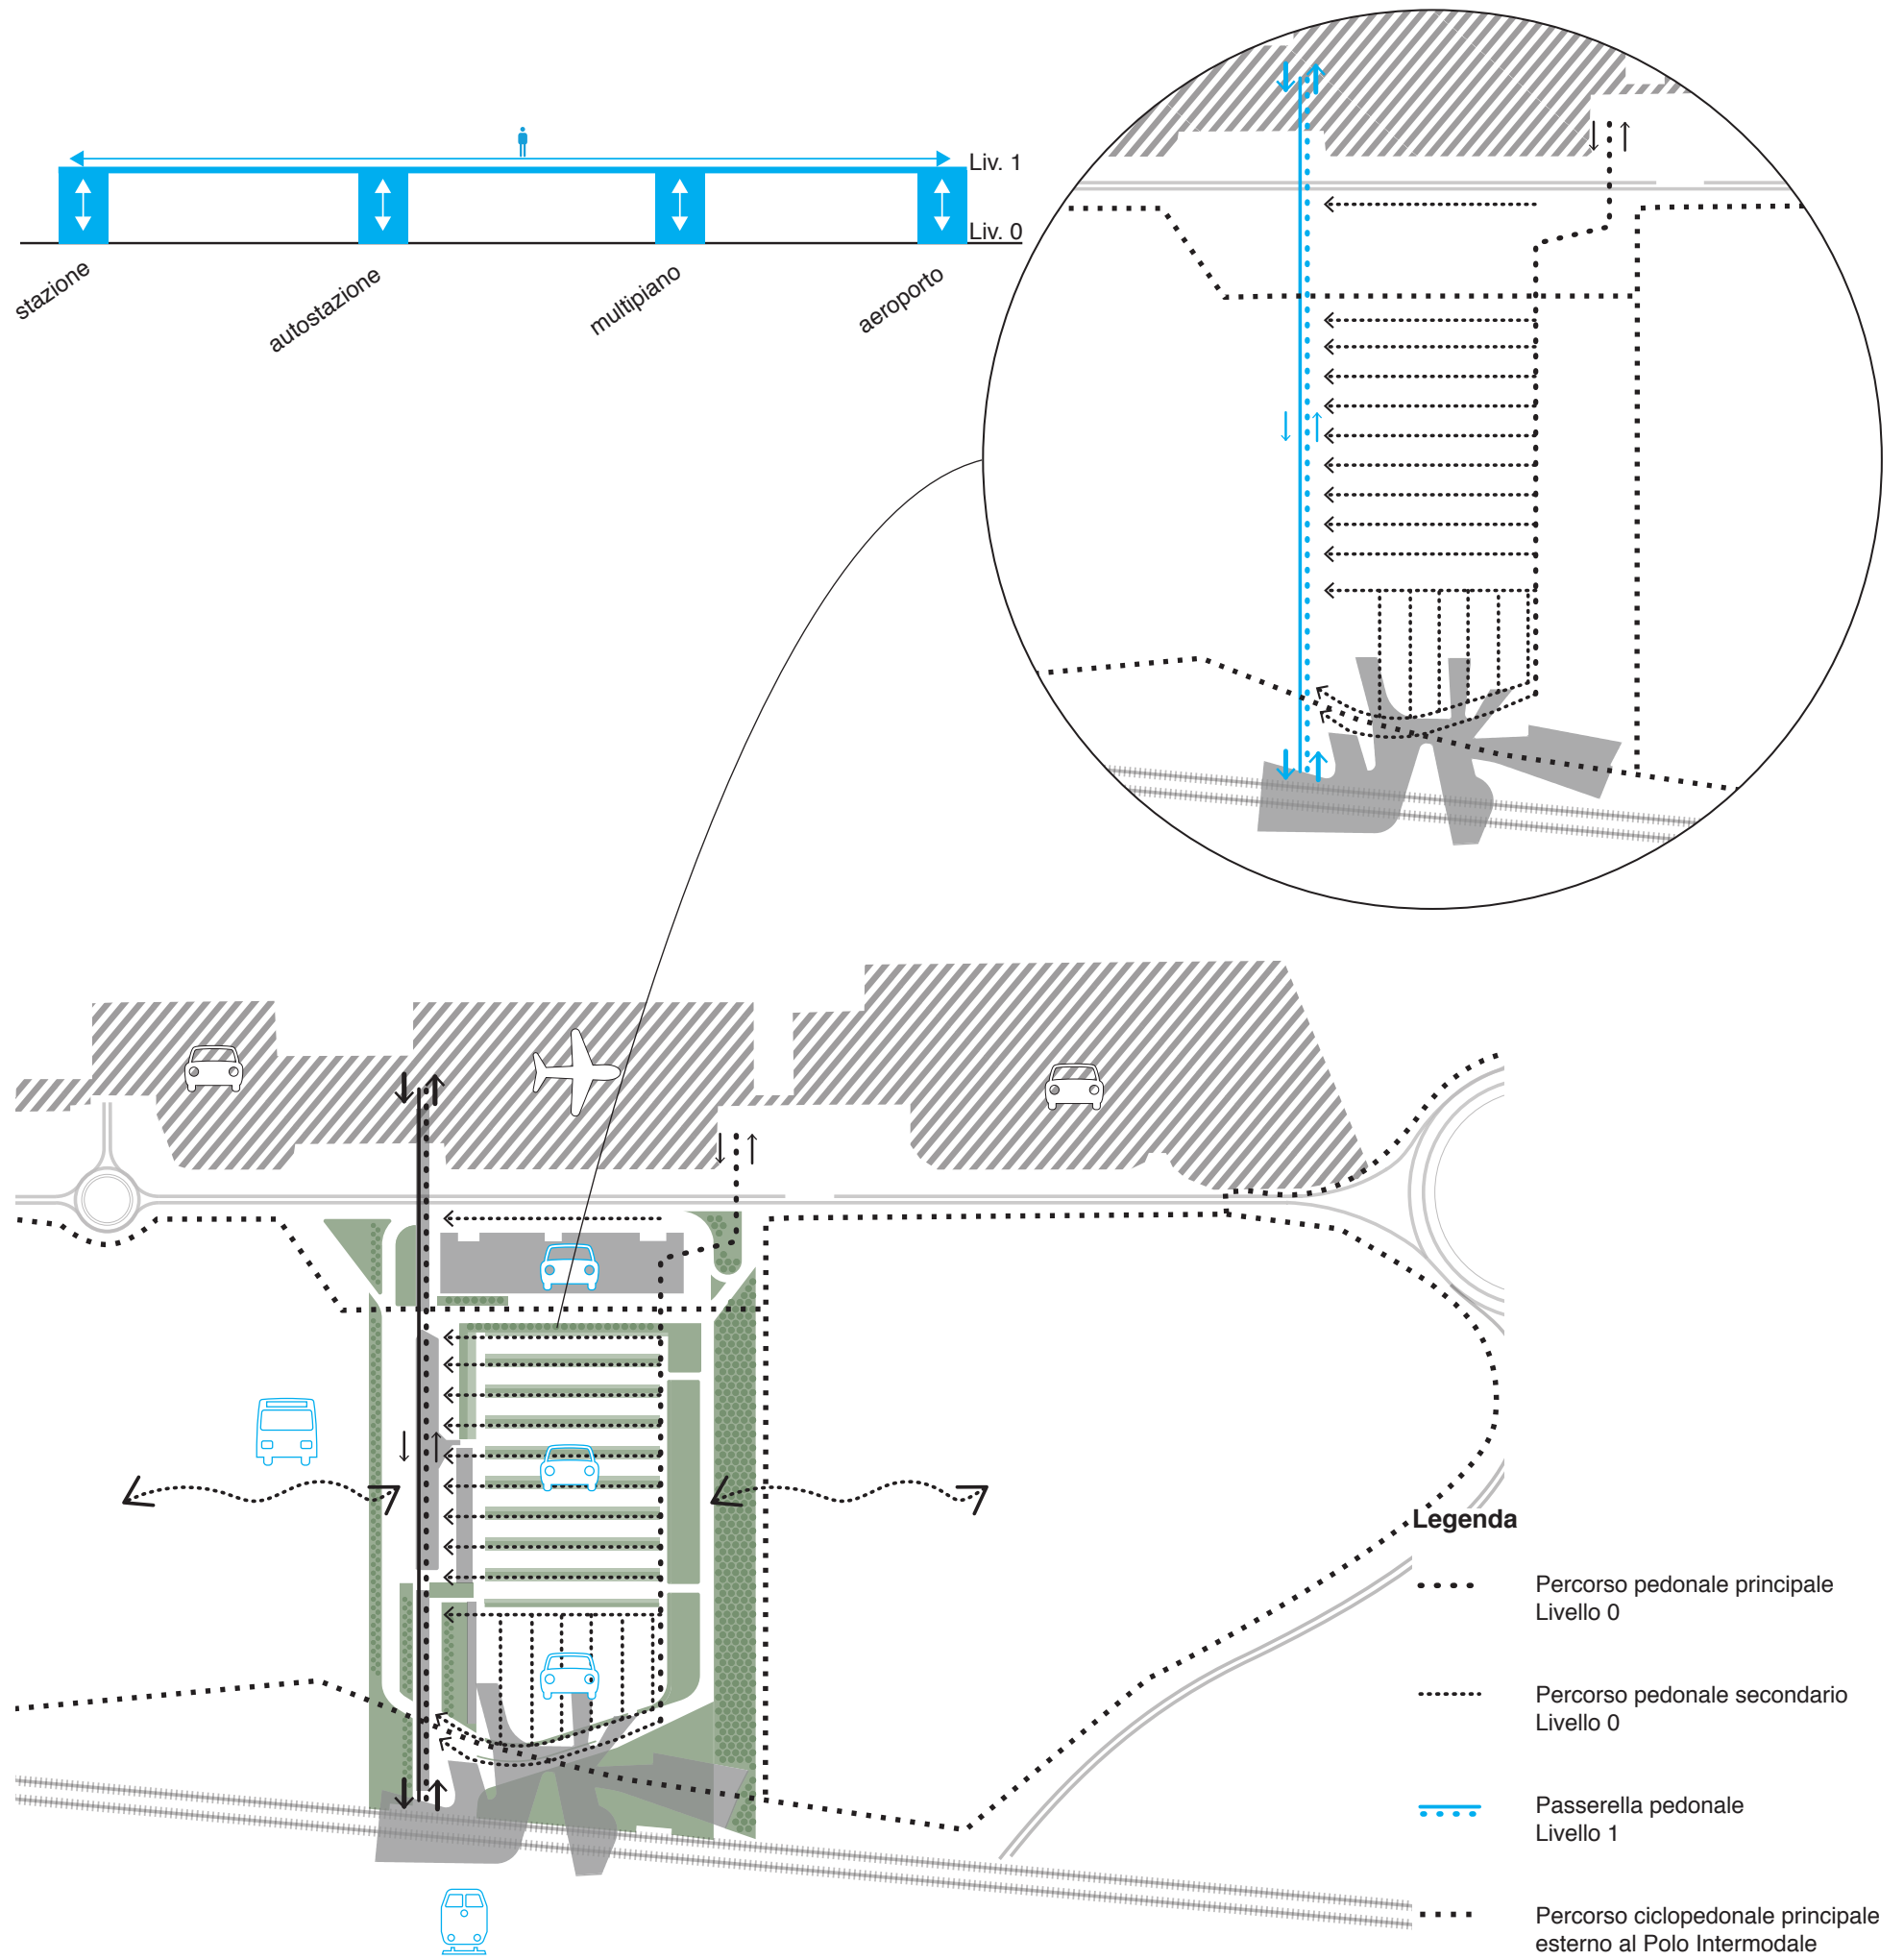 Liv. 1
Liv. 0
stazione
autostazione
multipiano
aeroporto
Legenda
Percorso pedonale principale
Livello 0
Percorso pedonale secondario
Livello 0
Passerella pedonale
Livello 1
Percorso ciclopedonale principale
esterno al Polo Intermodale